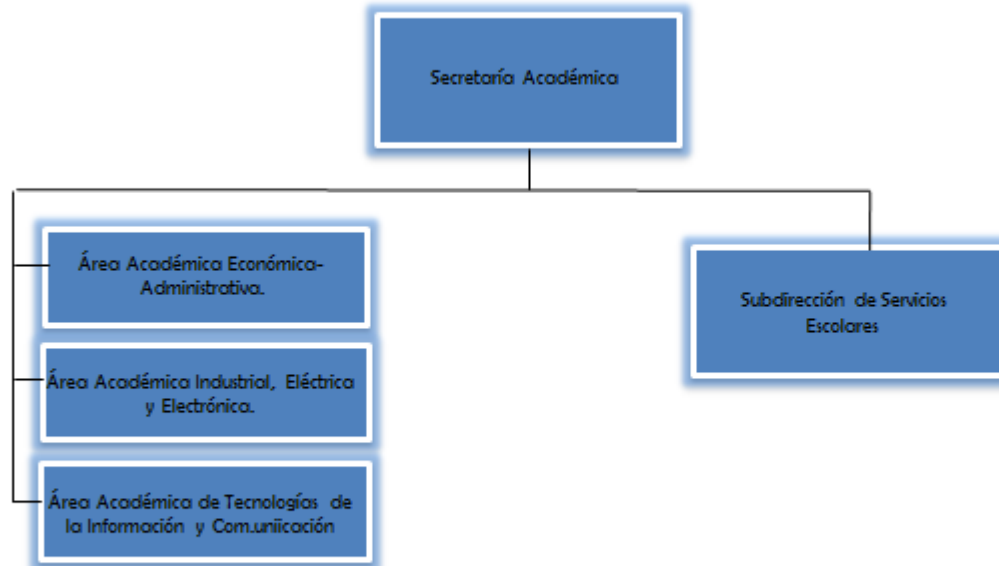 Secretaría Académica
Área Académica Económica-
Administrativa.
Subdirección de Servicios
Escolares
Área Académica Industrial, Eléctrica
y Electrónica.
Área Académica de Tecnologías de
la Información y Com.uniicación